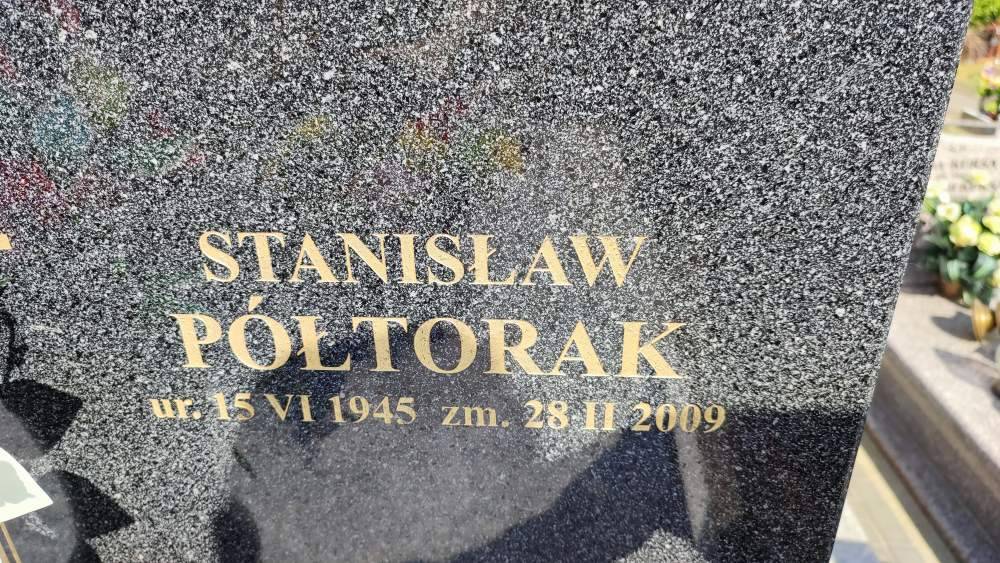 STANISŁAW
PÓŁTORAK
ur. 15 VI 1945 zm. 28 II 2009